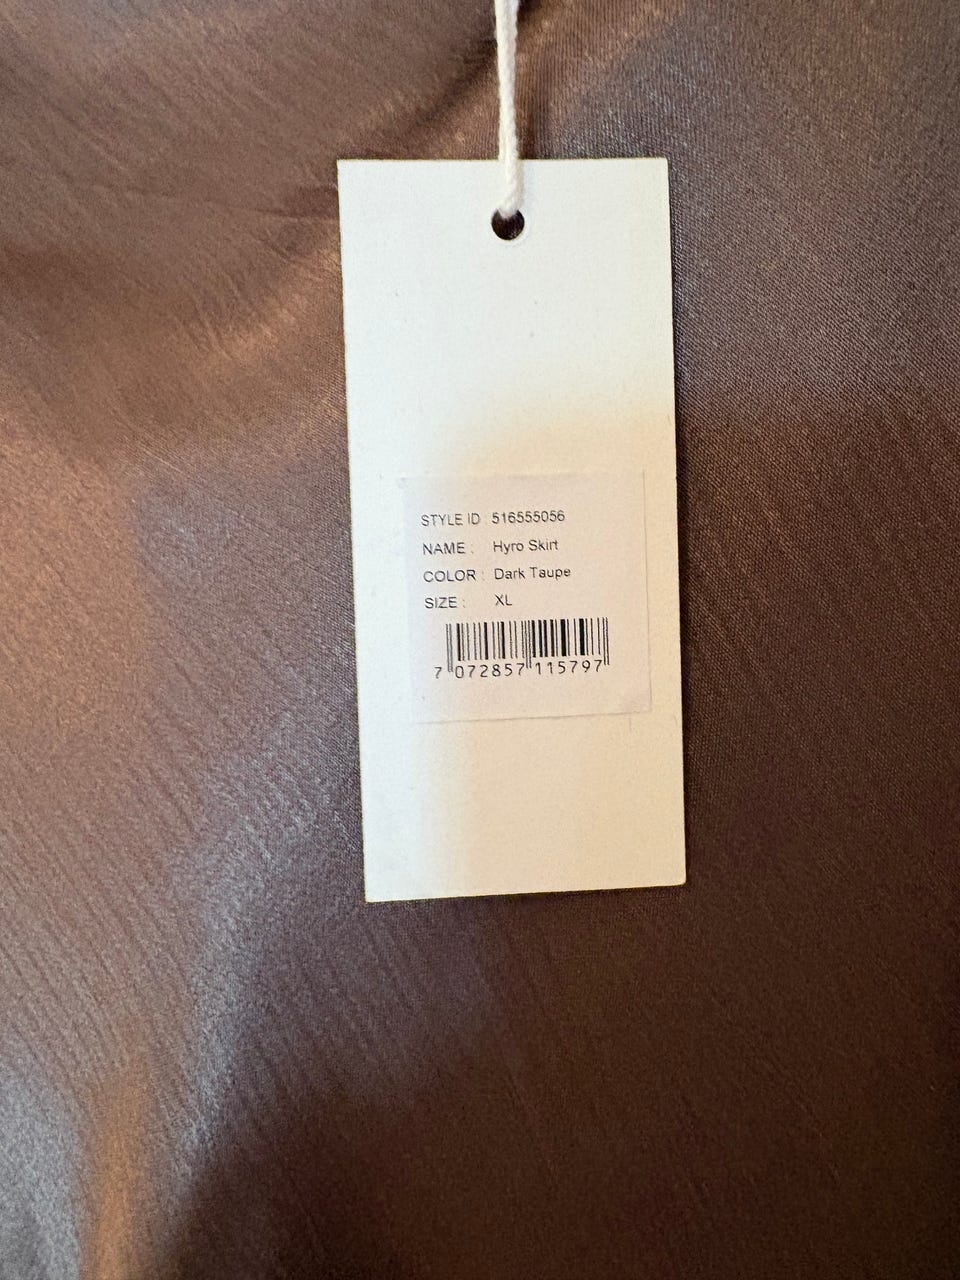 STYLE ID : 516555056
NAME : Hyro Skirt
COLOR : Dark Taupe
SIZE : XL
7 072857 115797